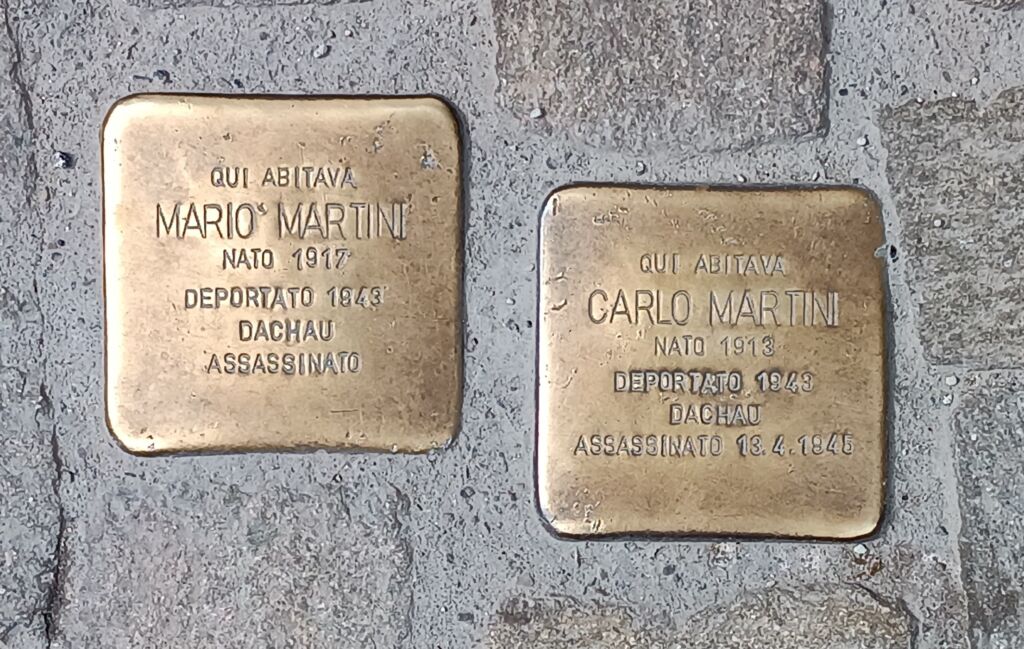 QUI ABITAVA
MARIO MARTINI
NATO 1917
DEPORTATO 1943
DACHAU
ASSASSINATO
QUI ABITAVA
CARLO MARTINI
NATO 1913
DEPORTATO 1943
DACHAU
ASSASSINATO 13.4.1945